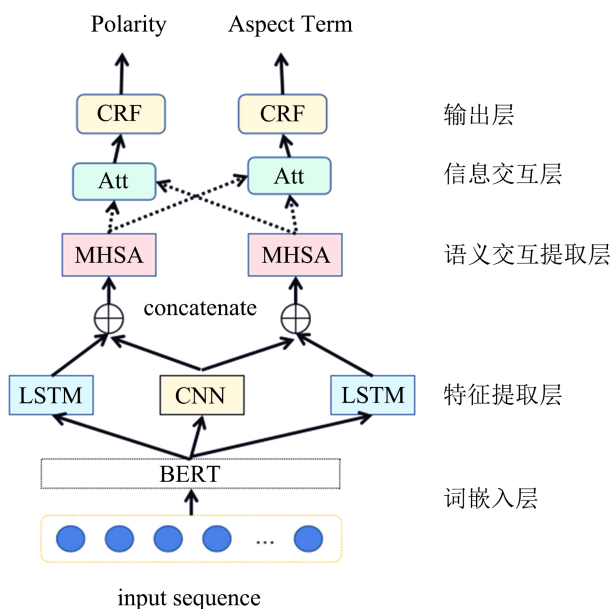 Polarity Aspect Term
CRF CRF 输出层
Att Att 信息交互层
MHSA MHSA 语义交互提取层
concatenate
LSTM CNN LSTM 特征提取层
BERT
词嵌入层
...
input sequence